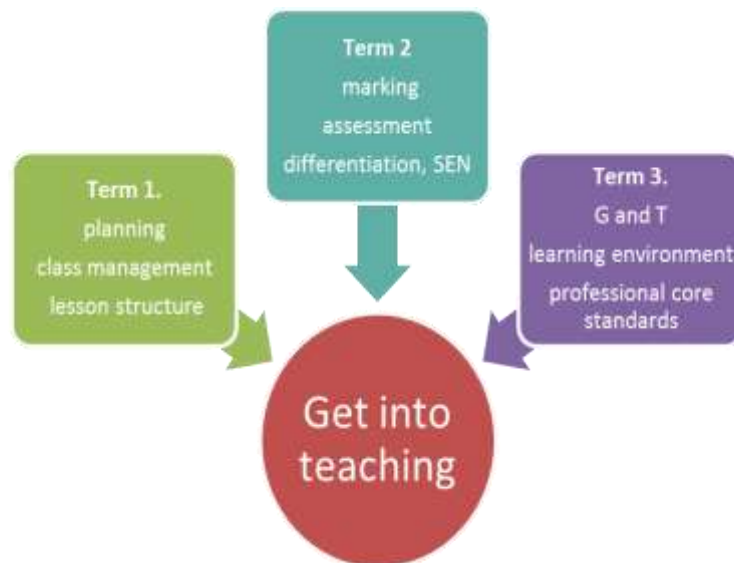 Term 1.
planning
class management
lesson structure
Term 2
marking
assessment
differentiation, SEN
Term 3.
G and T
learning environment
professional core
standards
Get into
teaching